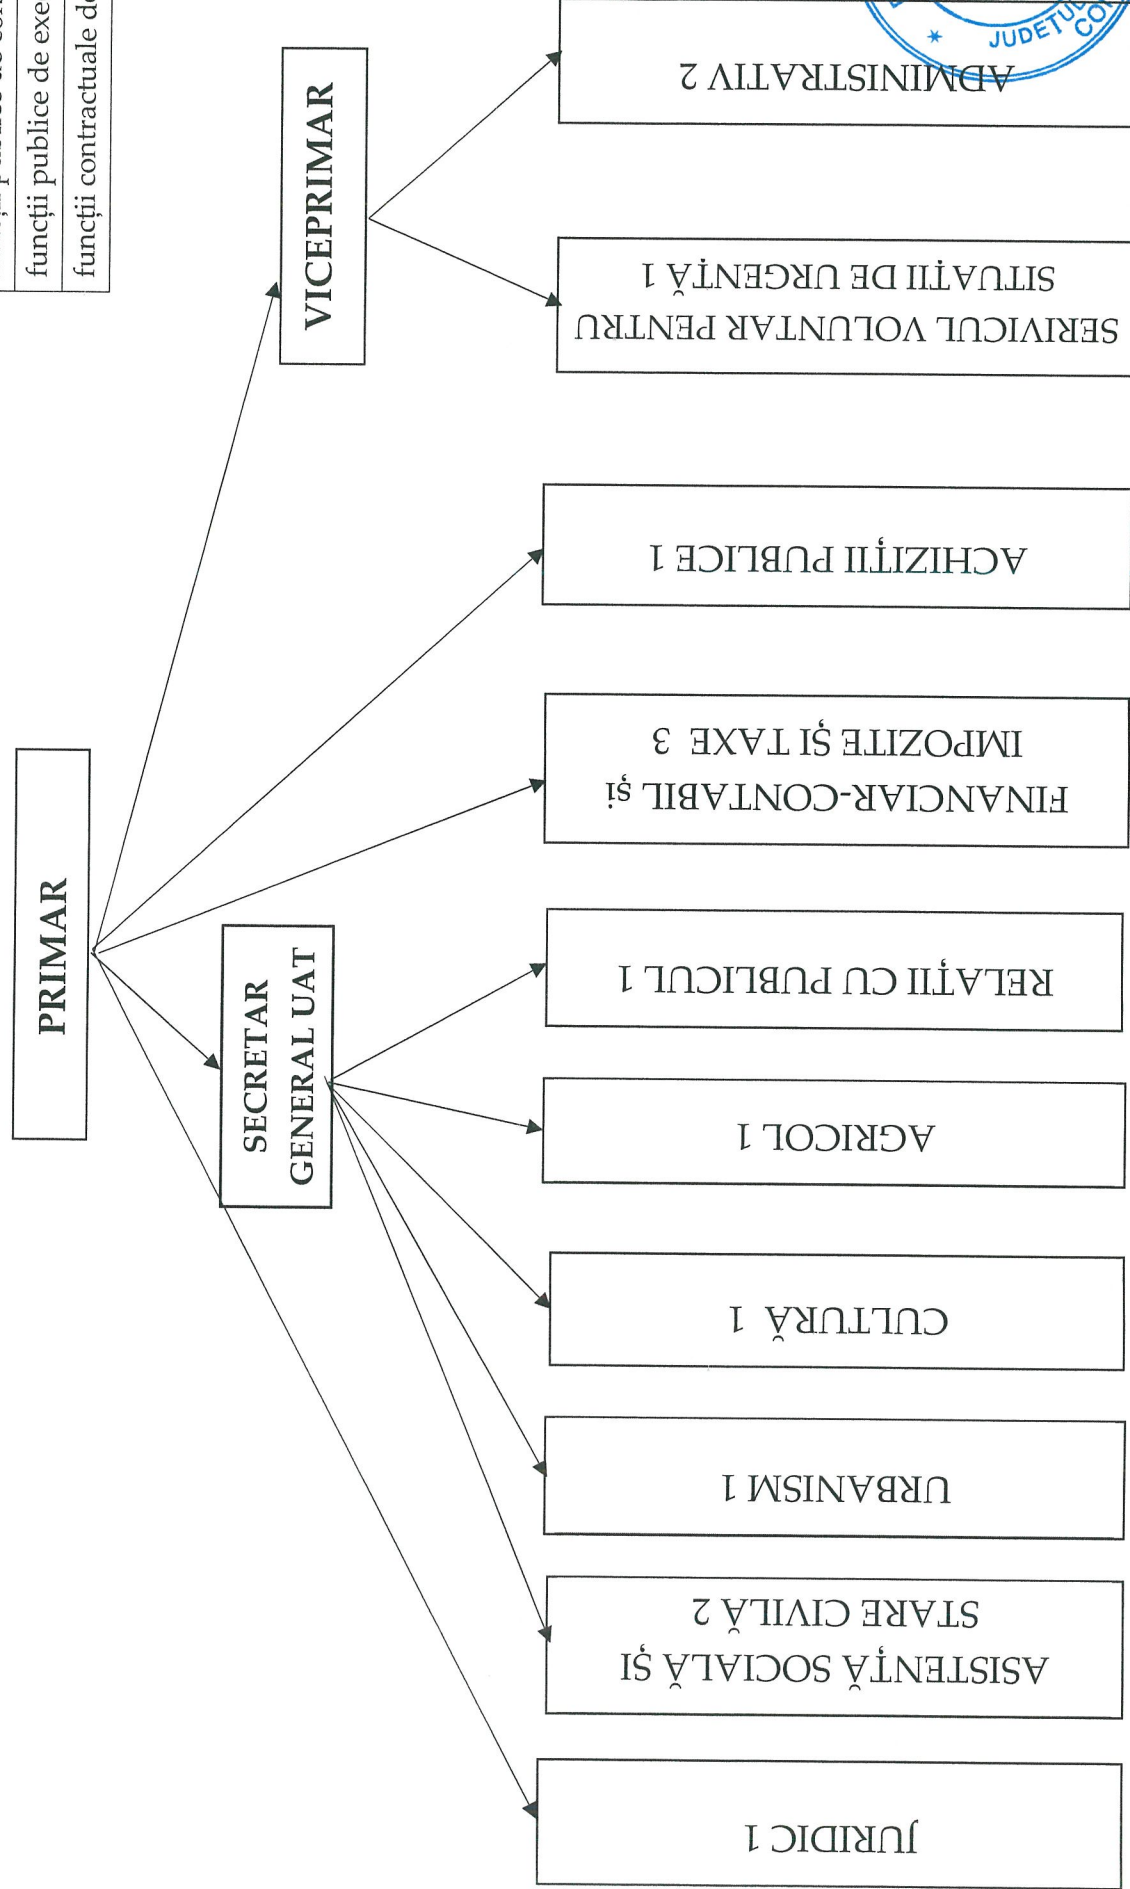 funcții publice de
funcții contractuale
PRIMAR
VICEPRIMAR
SECRETAR
GENERAL UAT
JURIDIC 1
ASISTENȚĂ SOCIALĂ ȘI
STARE CIVILĂ 2
URBANISM 1
CULTURĂ 1
AGRICOL 1
RELAȚII CU PUBLICUL 1
FINANCIAR-CONTABIL și
IMPOZITE ȘI TAXE 3
ACHIZIȚII PUBLICE 1
SERIVICUL VOLUNTAR PENTRU
SITUAȚII DE URGENȚĂ 1
ADMINISTRATIV 2
* JUDEȚUL